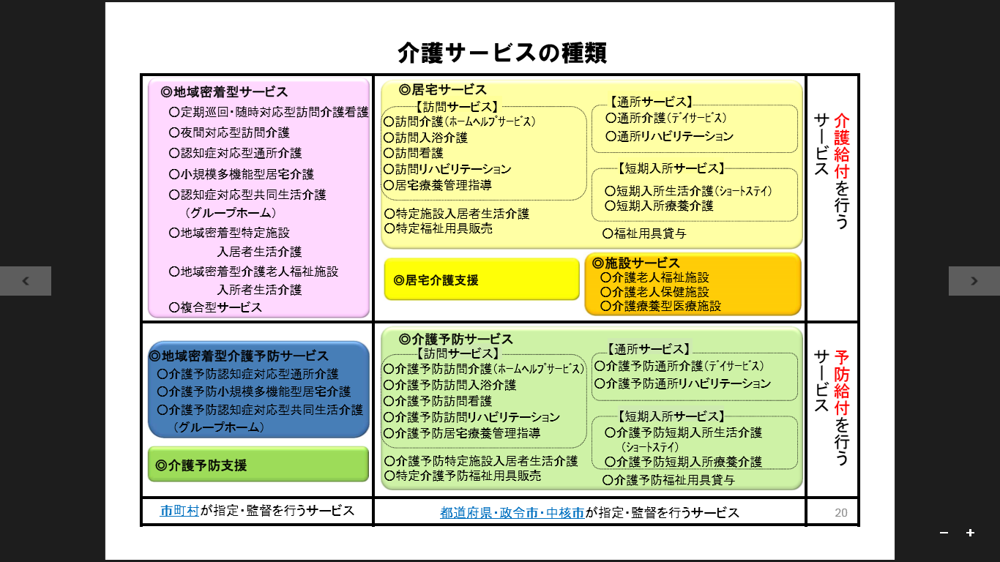 介護サービスの種類
◎地域密着型サービス
○定期巡回・随時対応型訪問介護看護
○夜間対応型訪問介護
○認知症対応型通所介護
○小規模多機能型居宅介護
○認知症対応型共同生活介護
（グループホーム）
○地域密着型特定施設
入居者生活介護
○地域密着型介護老人福祉施設
入所者生活介護
○複合型サービス
◎居宅サービス
【訪問サービス】
○訪問介護（ﾎｰﾑﾍﾙﾌﾟｻｰﾋﾞｽ）
○訪問入浴介護
○訪問看護
○訪問リハビリテーション
○居宅療養管理指導
○特定施設入居者生活介護
○特定福祉用具販売
【通所サービス】
○通所介護（ﾃﾞｲｻｰﾋﾞｽ）
○通所リハビリテーション
【短期入所サービス】
○短期入所生活介護（ｼｮｰﾄｽﾃｲ）
○短期入所療養介護
○福祉用具貸与
◎居宅介護支援
◎施設サービス
○介護老人福祉施設
○介護老人保健施設
○介護療養型医療施設
介護給付を行う
サービス
◎地域密着型介護予防サービス
○介護予防認知症対応型通所介護
○介護予防小規模多機能型居宅介護
○介護予防認知症対応型共同生活介護
（グループホーム）
◎介護予防支援
◎介護予防サービス
【訪問サービス】
○介護予防訪問介護（ﾎｰﾑﾍﾙﾌﾟｻｰﾋﾞｽ）
○介護予防訪問入浴介護
○介護予防訪問看護
○介護予防訪問リハビリテーション
○介護予防居宅療養管理指導
○介護予防特定施設入居者生活介護
○特定介護予防福祉用具販売
【通所サービス】
○介護予防通所介護（ﾃﾞｲｻｰﾋﾞｽ）
○介護予防通所リハビリテーション
【短期入所サービス】
○介護予防短期入所生活介護
（ｼｮｰﾄｽﾃｲ）
○介護予防短期入所療養介護
○介護予防福祉用具貸与
予防給付を行う
サービス
市町村が指定・監督を行うサービス
都道府県・政令市・中核市が指定・監督を行うサービス
20